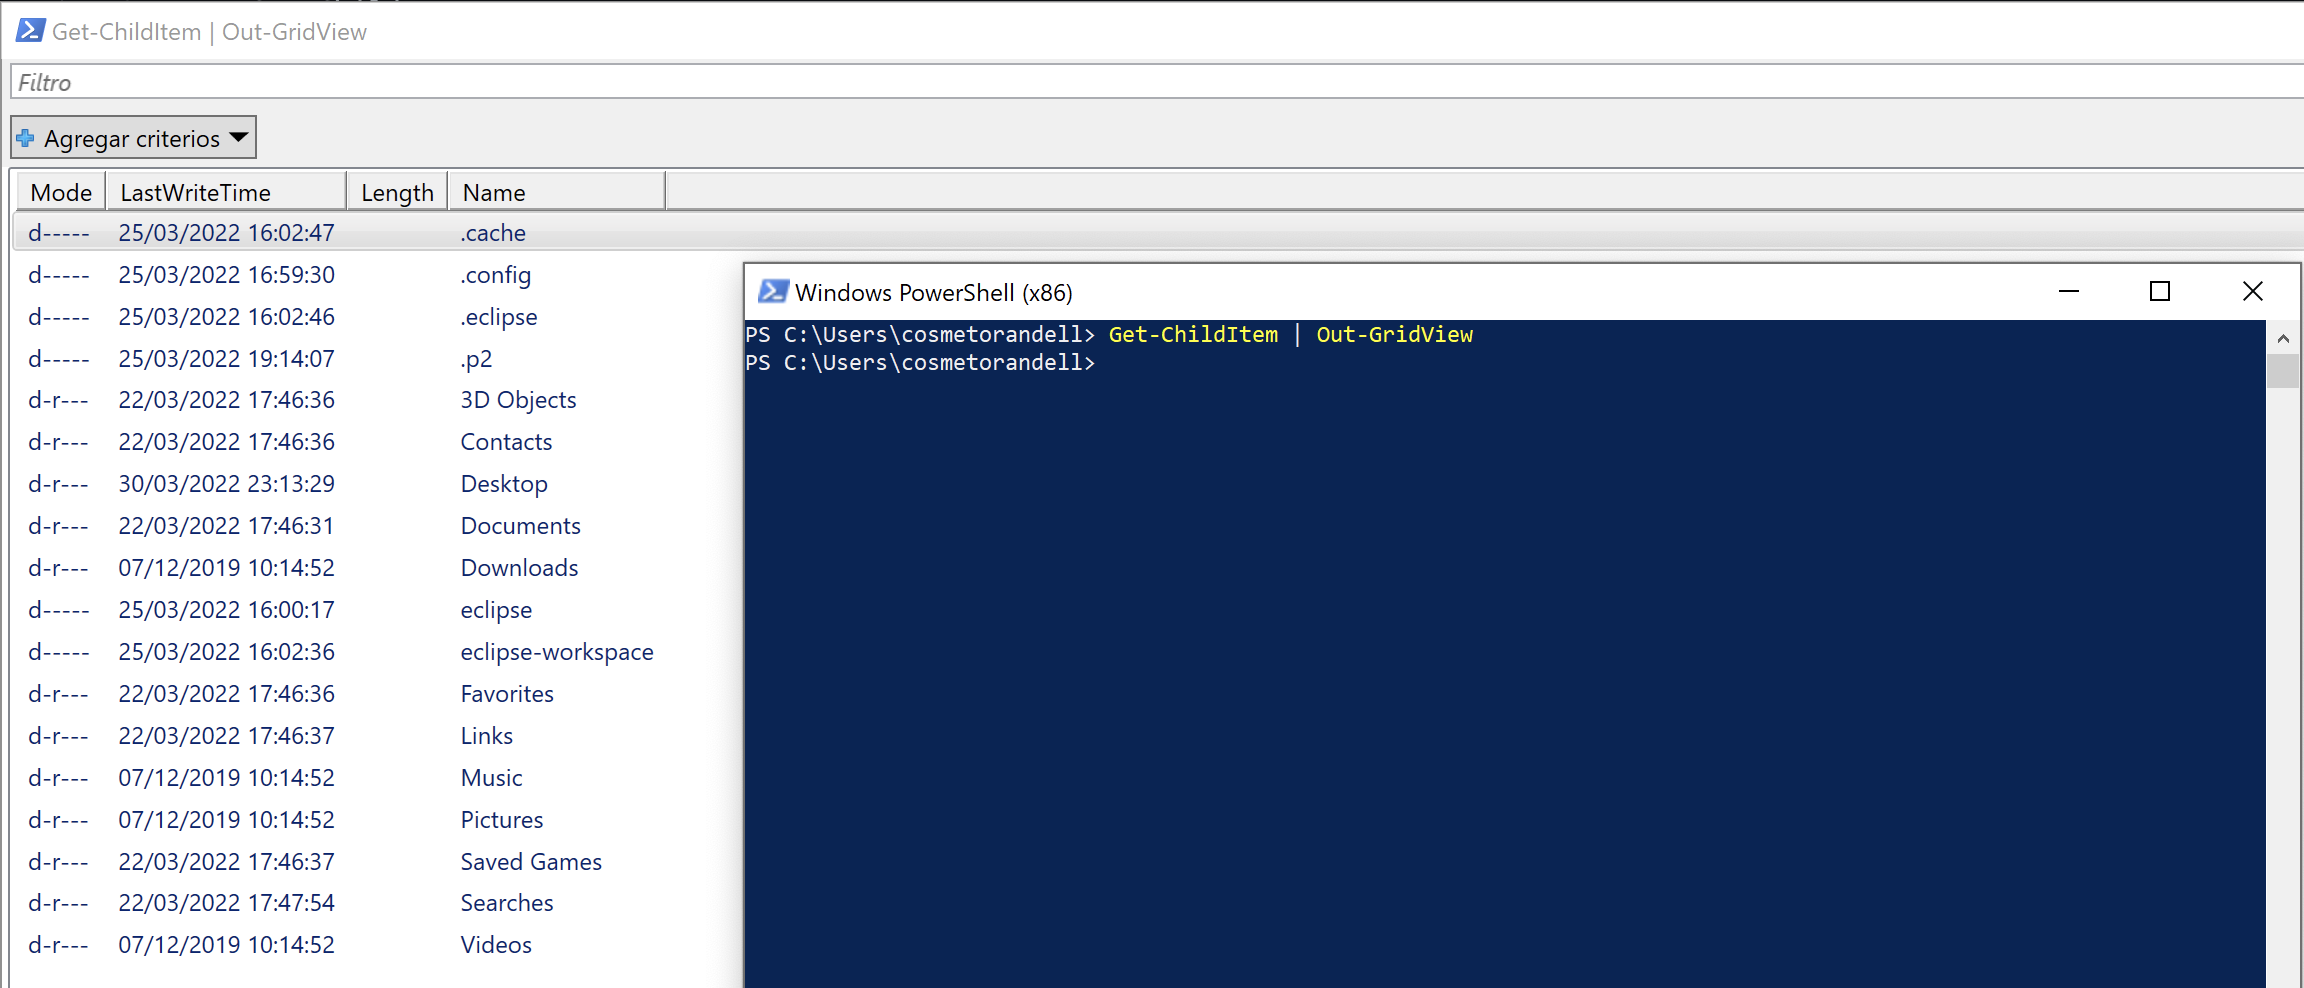 Get-ChildItem | Out-GridView
Filtro
Agregar criterios
Mode LastWriteTime Length Name
d----- 25/03/2022 16:02:47 .cache
d----- 25/03/2022 16:59:30 .config
d----- 25/03/2022 16:02:46 .eclipse
d----- 25/03/2022 19:14:07 .p2
d-r--- 22/03/2022 17:46:36 3D Objects
d-r--- 22/03/2022 17:46:36 Contacts
d-r--- 30/03/2022 23:13:29 Desktop
d-r--- 22/03/2022 17:46:31 Documents
d-r--- 07/12/2019 10:14:52 Downloads
d----- 25/03/2022 16:00:17 eclipse
d----- 25/03/2022 16:02:36 eclipse-workspace
d-r--- 22/03/2022 17:46:36 Favorites
d-r--- 22/03/2022 17:46:37 Links
d-r--- 07/12/2019 10:14:52 Music
d-r--- 07/12/2019 10:14:52 Pictures
d-r--- 22/03/2022 17:46:37 Saved Games
d-r--- 22/03/2022 17:47:54 Searches
d-r--- 07/12/2019 10:14:52 Videos
Windows PowerShell (x86)
PS C:\Users\cosmetorandell> Get-ChildItem | Out-GridView
PS C:\Users\cosmetorandell>